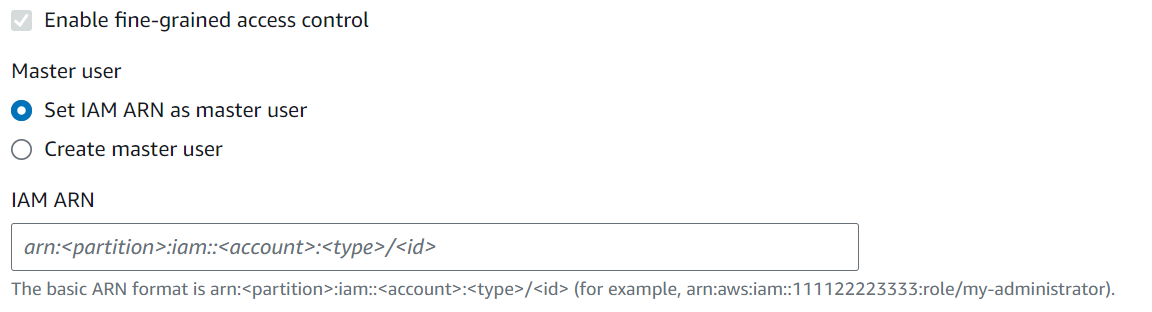 Enable fine-grained access control
Master user
Set IAM ARN as master user
Create master user
IAM ARN
arn:<partition>:iam::<account>:<type>/<id>
The basic ARN format is arn:<partition>:iam::<account>:<type>/<id> (for example, arn:aws:iam::111122223333:role/my-administrator).